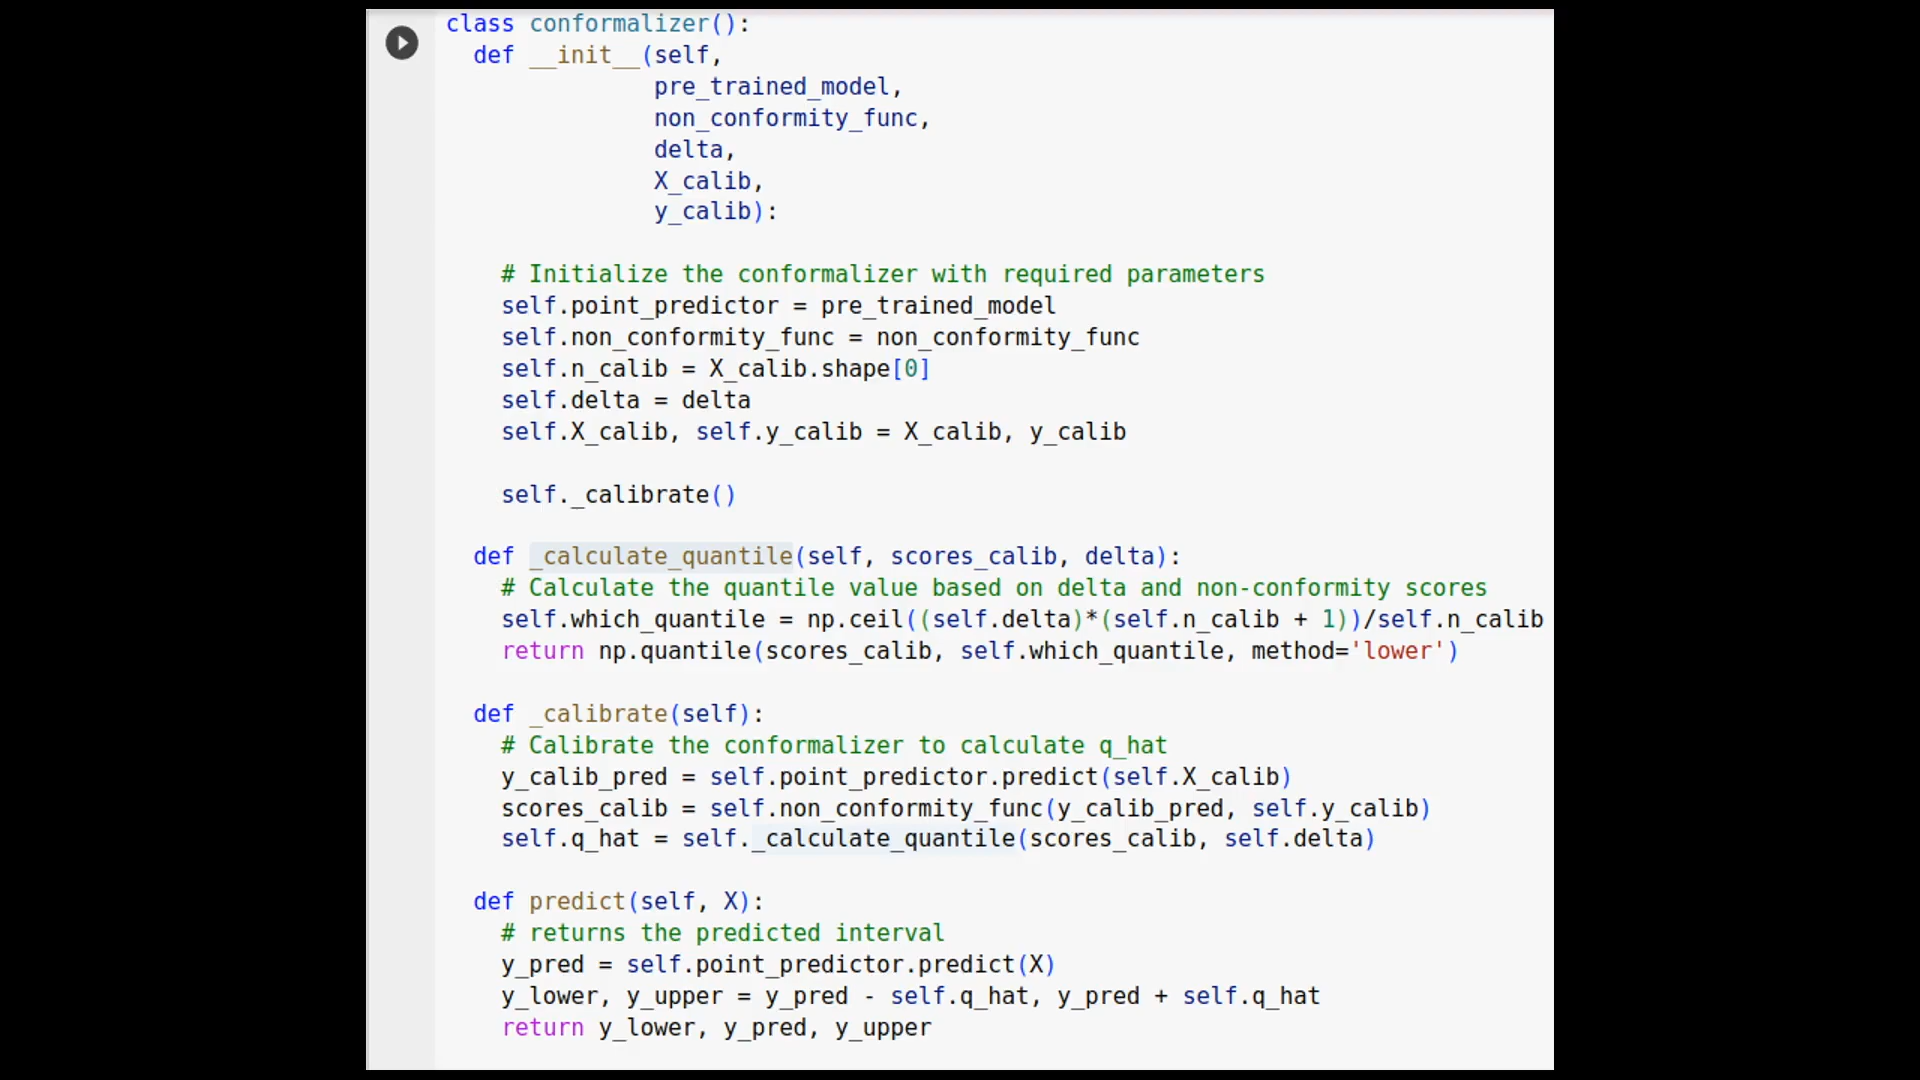 class conformalizer():
  def __init__(self,
               pre_trained_model,
               non_conformity_func,
               delta,
               X_calib,
               y_calib):
    # Initialize the conformalizer with required parameters
    self.point_predictor = pre_trained_model
    self.non_conformity_func = non_conformity_func
    self.n_calib = X_calib.shape[0]
    self.delta = delta
    self.X_calib, self.y_calib = X_calib, y_calib
    self._calibrate()
  def _calculate_quantile(self, scores_calib, delta):
    # Calculate the quantile value based on delta and non-conformity scores
    self.which_quantile = np.ceil((self.delta)*(self.n_calib + 1))/self.n_calib
    return np.quantile(scores_calib, self.which_quantile, method='lower')
  def _calibrate(self):
    # Calibrate the conformalizer to calculate q_hat
    y_calib_pred = self.point_predictor.predict(self.X_calib)
    scores_calib = self.non_conformity_func(y_calib_pred, self.y_calib)
    self.q_hat = self._calculate_quantile(scores_calib, self.delta)
  def predict(self, X):
    # returns the predicted interval
    y_pred = self.point_predictor.predict(X)
    y_lower, y_upper = y_pred - self.q_hat, y_pred + self.q_hat
    return y_lower, y_pred, y_upper